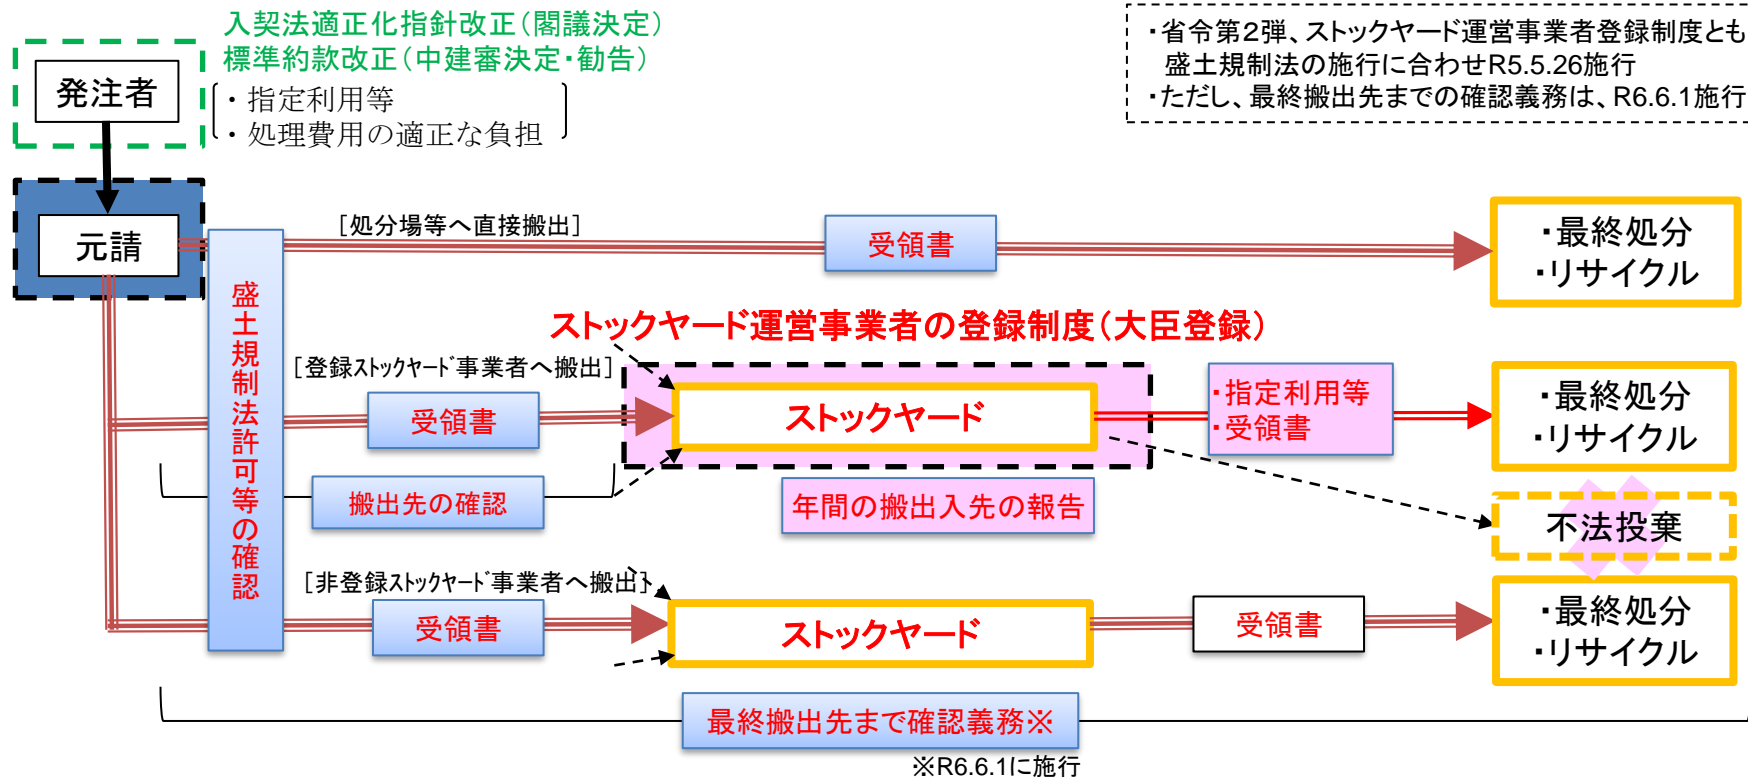 入契法適正化指針改正（閣議決定）
標準約款改正（中建審決定・勧告）
・指定利用等
・処理費用の適正な負担
・省令第２弾、ストックヤード運営事業者登録制度とも
盛土規制法の施行に合わせR5.5.26施行
・ただし、最終搬出先までの確認義務は、R6.6.1施行
発注者
元請
[処分場等へ直接搬出]
受領書
・最終処分
・リサイクル
盛土規制法許可等の確認
ストックヤード運営事業者の登録制度（大臣登録）
[登録ｽﾄｯｸﾔｰﾄﾞ事業者へ搬出]
受領書
ストックヤード
・指定利用等
・受領書
・最終処分
・リサイクル
搬出先の確認
年間の搬出入先の報告
不法投棄
[非登録ｽﾄｯｸﾔｰﾄﾞ事業者へ搬出]
受領書
ストックヤード
受領書
・最終処分
・リサイクル
最終搬出先まで確認義務※
※R6.6.1に施行